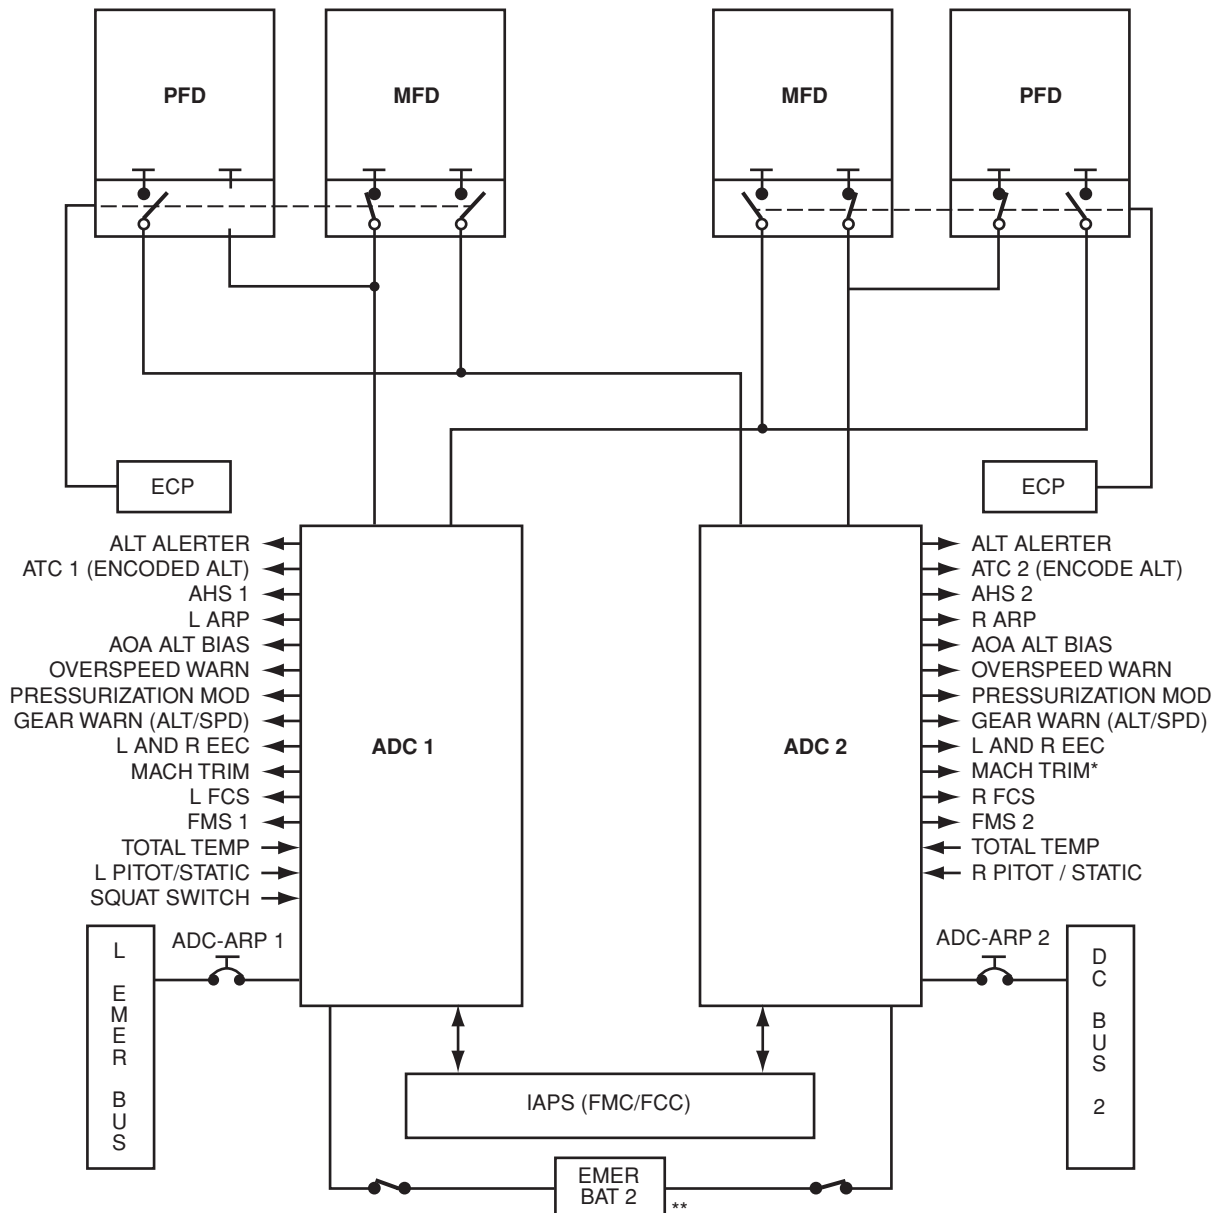 PFD
MFD
MFD
PFD
ECP
ECP
ALT ALERTER
ATC 1 (ENCODED ALT)
AHS 1
L ARP
AOA ALT BIAS
OVERSPEED WARN
PRESSURIZATION MOD
GEAR WARN (ALT/SPD)
L AND R EEC
MACH TRIM
L FCS
FMS 1
TOTAL TEMP
L PITOT/STATIC
SQUAT SWITCH
ADC 1
ADC 2
ALT ALERTER
ATC 2 (ENCODE ALT)
AHS 2
R ARP
AOA ALT BIAS
OVERSPEED WARN
PRESSURIZATION MOD
GEAR WARN (ALT/SPD)
L AND R EEC
MACH TRIM*
R FCS
FMS 2
TOTAL TEMP
R PITOT / STATIC
L EMER BUS
ADC-ARP 1
ADC-ARP 2
DC BUS 2
IAPS (FMC/FCC)
EMER
BAT 2
**